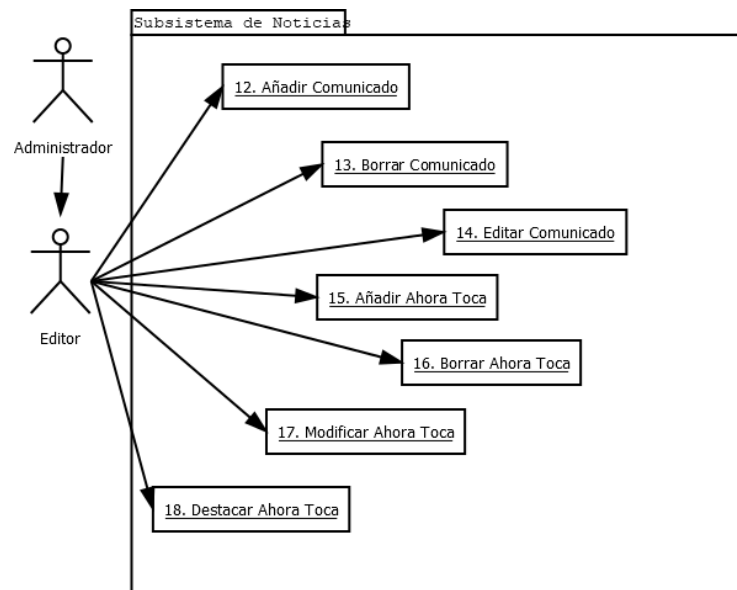 Subsistema de Noticias
12. Añadir Comunicado
Administrador
13. Borrar Comunicado
14. Editar Comunicado
15. Añadir Ahora Toca
Editor
16. Borrar Ahora Toca
17. Modificar Ahora Toca
18. Destacar Ahora Toca